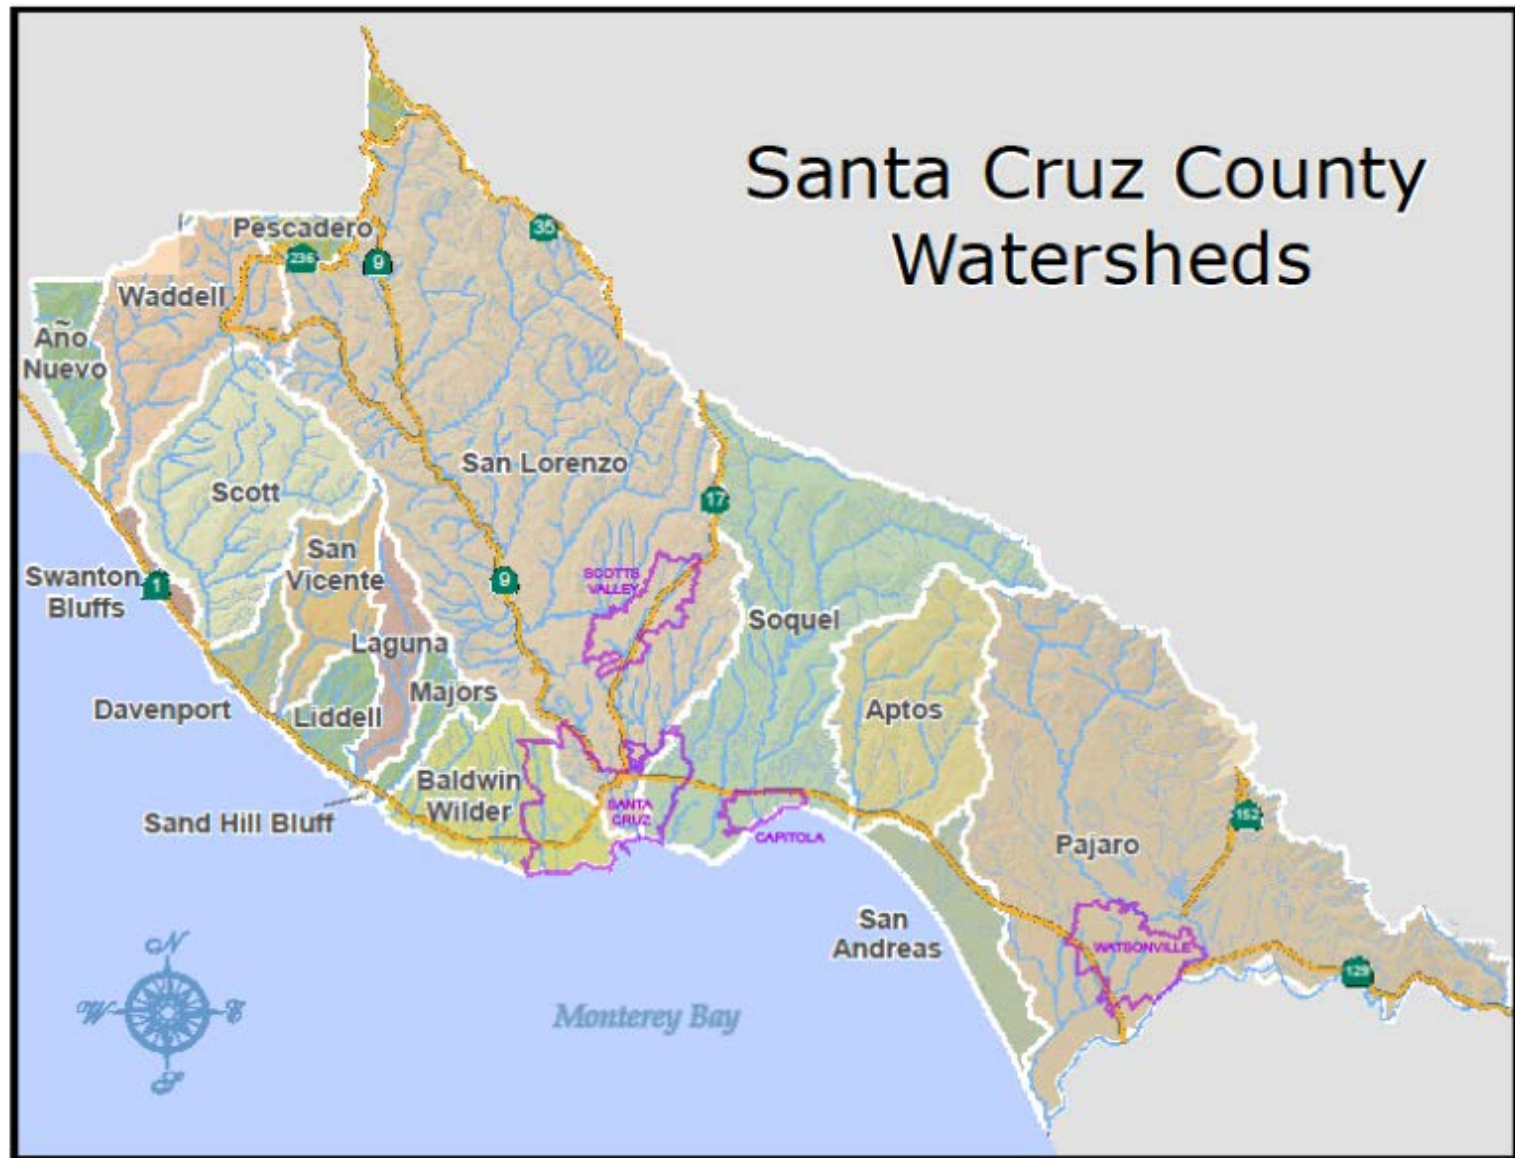 Santa Cruz County
Watersheds
Pescadero
236
9
35
Waddell
Año
Nuevo
San Lorenzo
Scott
17
San
Vicente
SCOTTS
VALLEY
9
Swanton
Bluffs
1
Soquel
Laguna
Majors
Davenport
Liddell
Aptos
Baldwin
Wilder
SANTA
CRUZ
Sand Hill Bluff
CAPITOLA
152
Pajaro
San
Andreas
WATSONVILLE
129
N
W
E
S
Monterey Bay